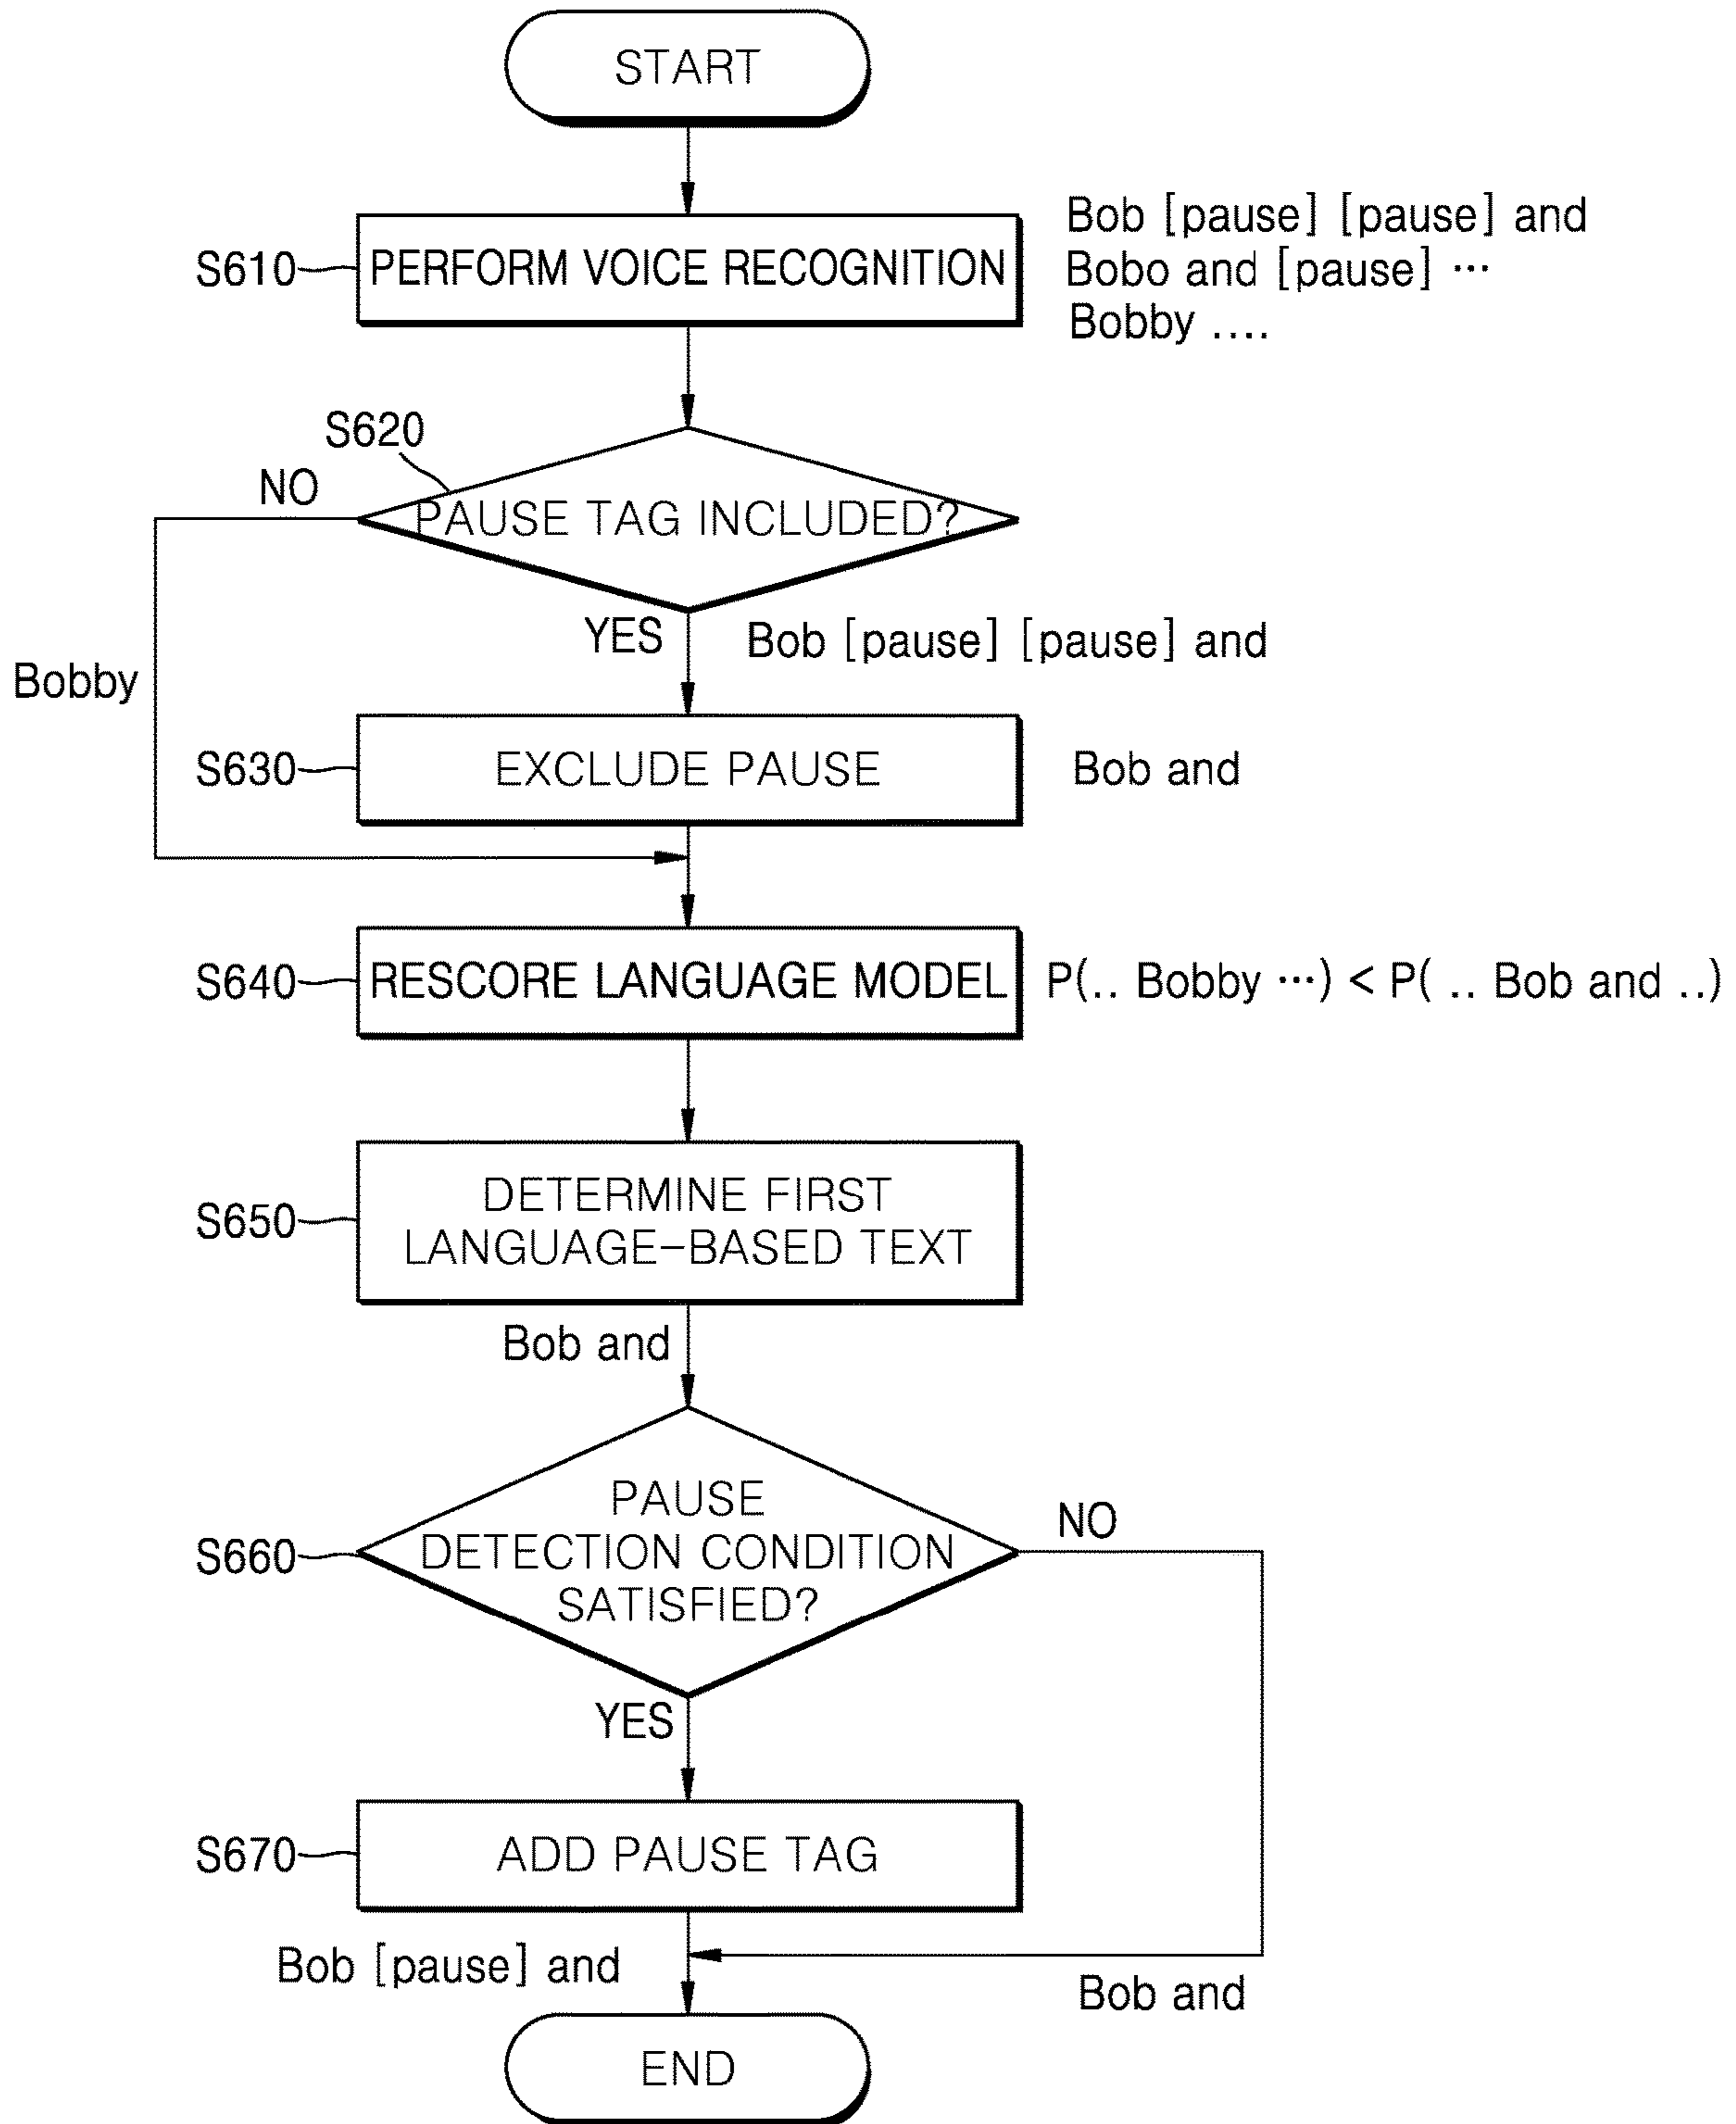 START
Bob [pause] [pause] and
S610 PERFORM VOICE RECOGNITION
Bobo and [pause] ···
Bobby ....
S620
NO
PAUSE TAG INCLUDED?
YES
Bob [pause] [pause] and
Bobby
S630 EXCLUDE PAUSE
Bob and
S640 RESCORE LANGUAGE MODEL
P(.. Bobby ···) < P( .. Bob and ..)
S650
DETERMINE FIRST
LANGUAGE-BASED TEXT
Bob and
S660
PAUSE
DETECTION CONDITION
SATISFIED?
NO
YES
S670 ADD PAUSE TAG
Bob [pause] and
Bob and
END